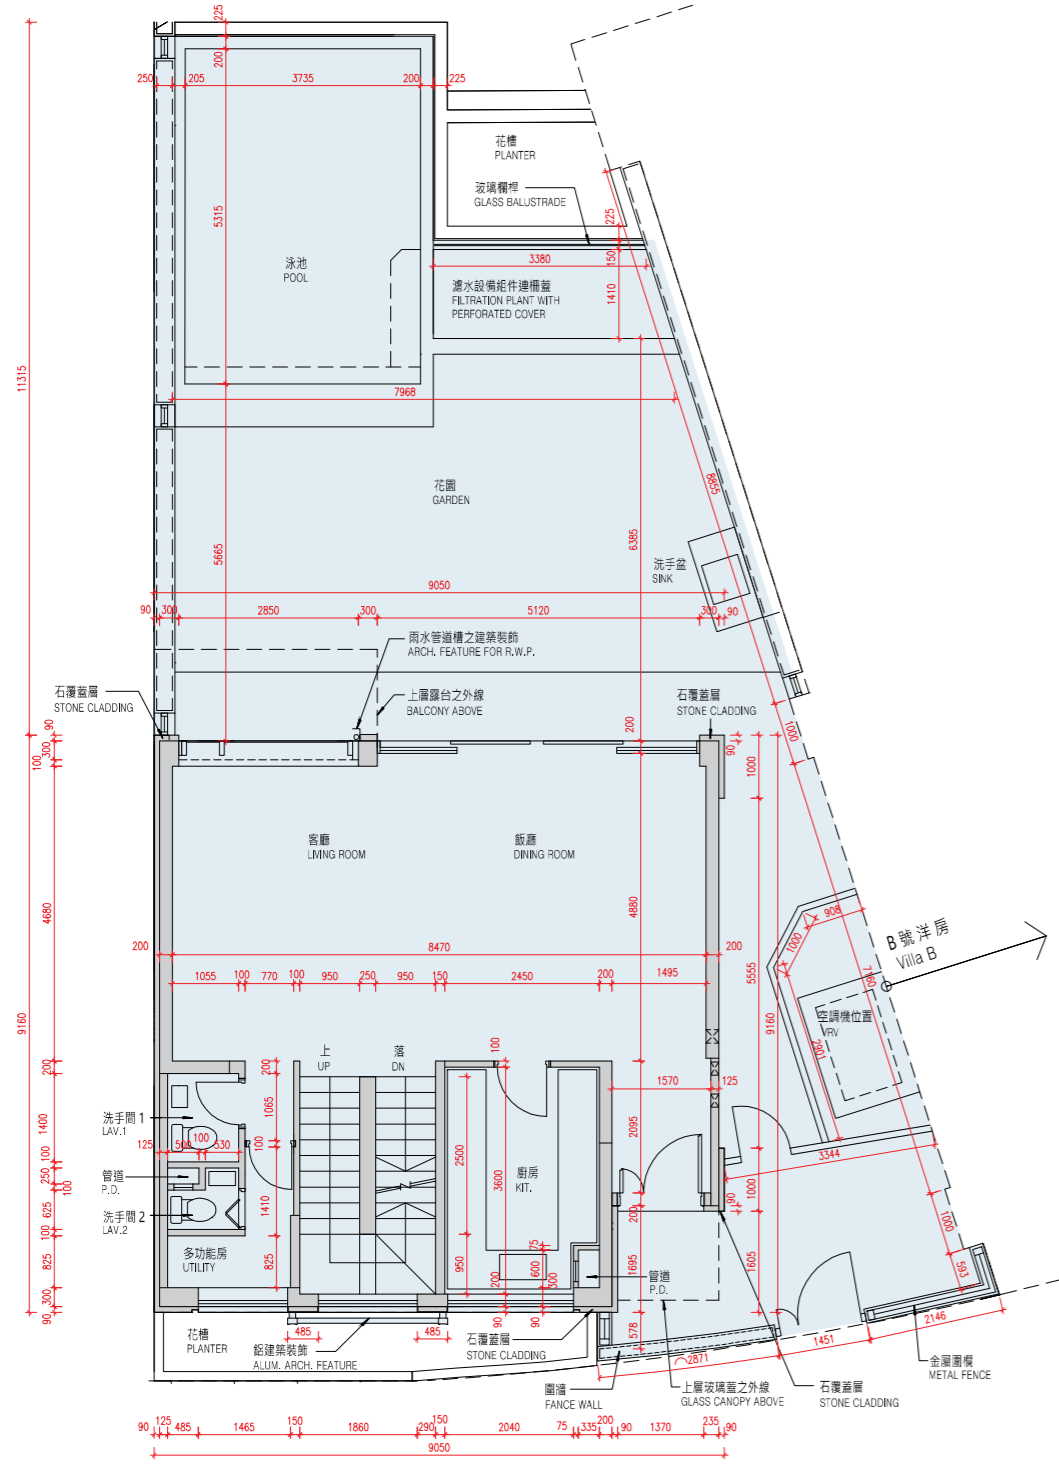 225
200
250
205
3735
200
225
花槽
PLANTER
玻璃欄桿
GLASS BALUSTRADE
225
5315
泳池
POOL
3380
150
1410
濾水設備組件連柵蓋
FILTRATION PLANT WITH
PERFORATED COVER
11315
7968
8855
花園
GARDEN
6385
5665
洗手盆
SINK
9050
90
300
2850
300
5120
300
90
雨水管道槽之建築裝飾
ARCH. FEATURE FOR R.W.P.
石覆蓋層
STONE CLADDING
上層露台之外線
BALCONY ABOVE
石覆蓋層
STONE CLADDING
90
300
100
200
90
1000
1000
客廳
LIVING ROOM
飯廳
DINING ROOM
4680
4880
908
1000
B號洋房
Villa B
200
8470
200
1055
100
770
100
950
250
950
150
2450
200
1495
5555
7160
9160
9160
空調機位置
VRV
2901
上
UP
落
DN
100
200
200
1570
125
1065
洗手間 1
LAV.1
1400
125
500
100
530
100
2500
3600
2095
廚房
KIT.
3344
100
管道
P.D.
250
100
洗手間 2
LAV.2
625
1410
1000
90
200
1000
100
多功能房
UTILITY
825
825
950
200
75
600
300
1695
管道
P.D.
1605
593
300
90
90
90
花槽
PLANTER
485
485
鋁建築裝飾
ALUM. ARCH. FEATURE
石覆蓋層
STONE CLADDING
578
2871
1451
2146
圍牆
FANCE WALL
上層玻璃蓋之外線
GLASS CANOPY ABOVE
石覆蓋層
STONE CLADDING
金屬圍欄
METAL FENCE
90
125
485
1465
150
1860
290
150
2040
75
335
200
90
1370
235
90
9050